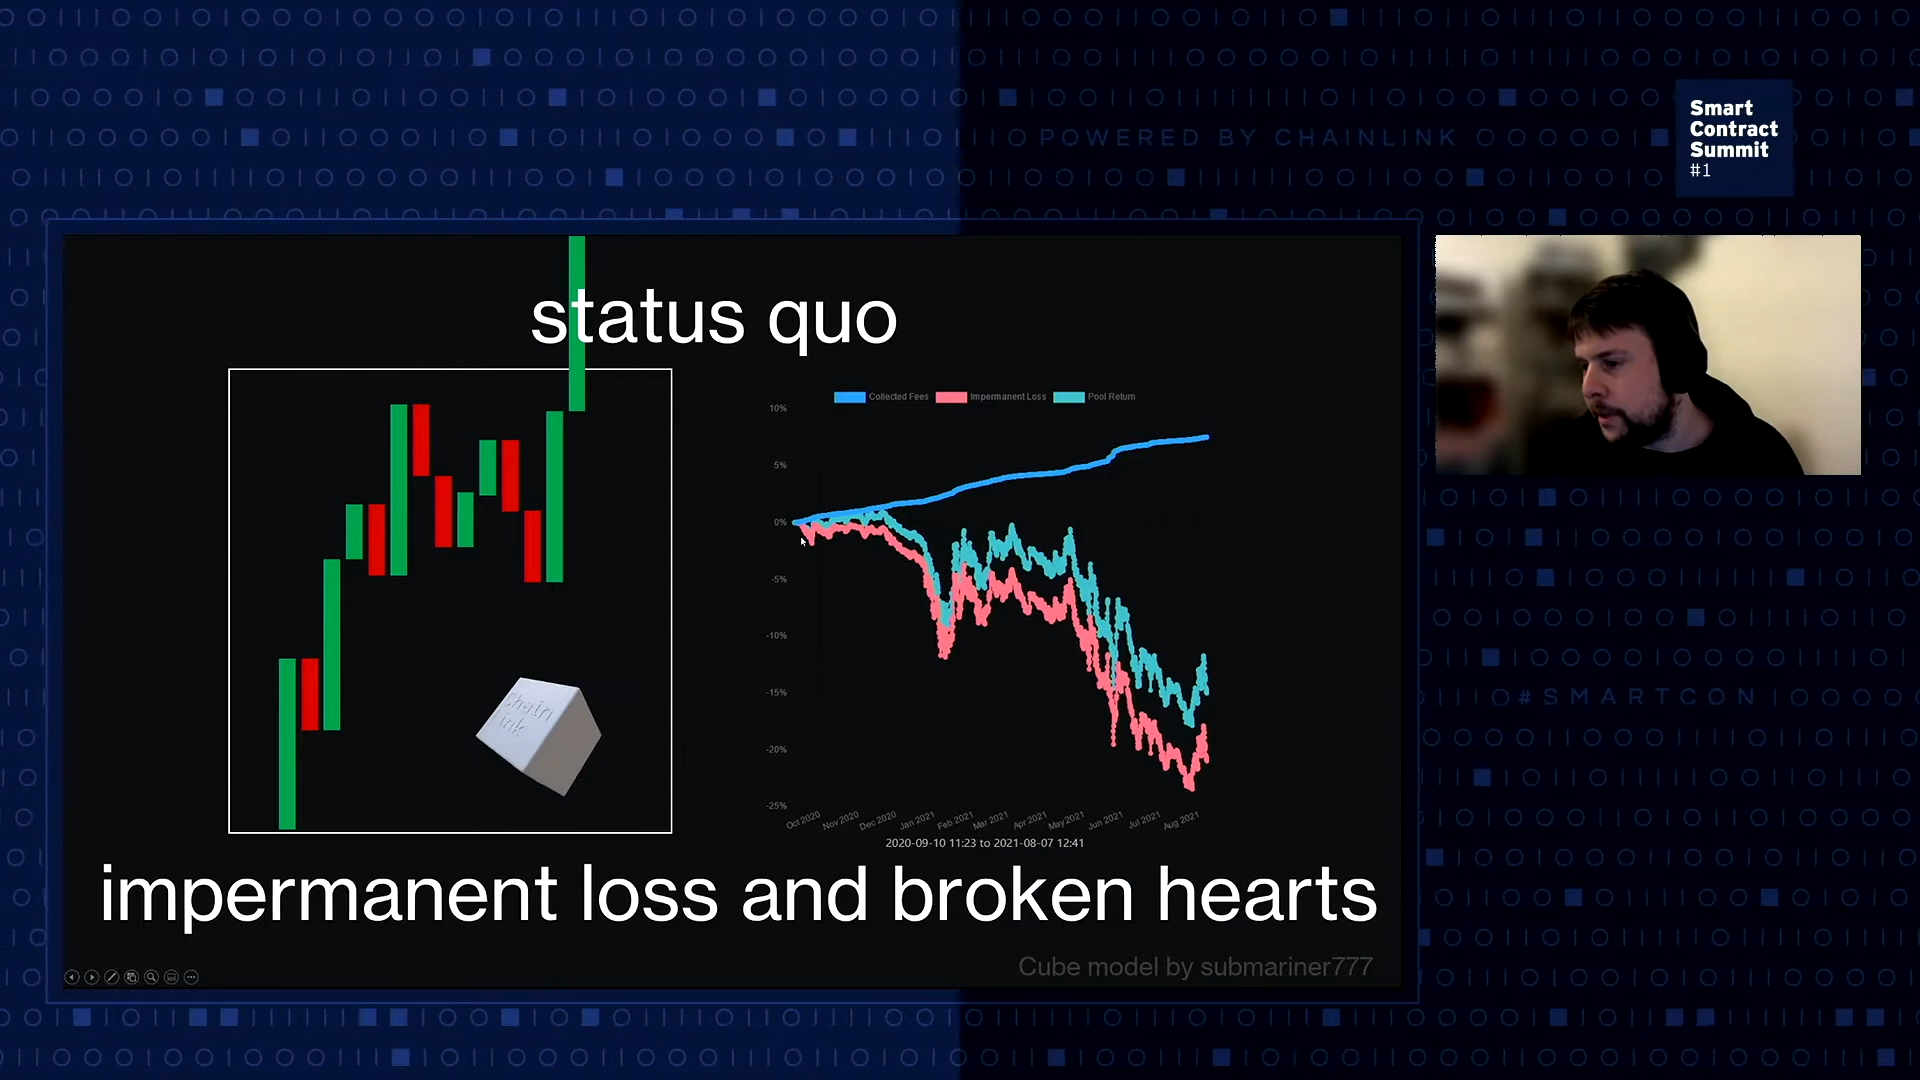 POWERED BY CHAINLINK
Smart
Contract
Summit
#1
status quo
Collected Fees
Impermanent Loss
Pool Return
10%
5%
0%
-5%
-10%
-15%
-20%
-25%
Oct 2020
Nov 2020
Dec 2020
Jan 2021
Feb 2021
Mar 2021
Apr 2021
May 2021
Jun 2021
Jul 2021
Aug 2021
2020-09-10 11:23 to 2021-08-07 12:41
Chain
Link
#SMARTCON
impermanent loss and broken hearts
Cube model by submariner777